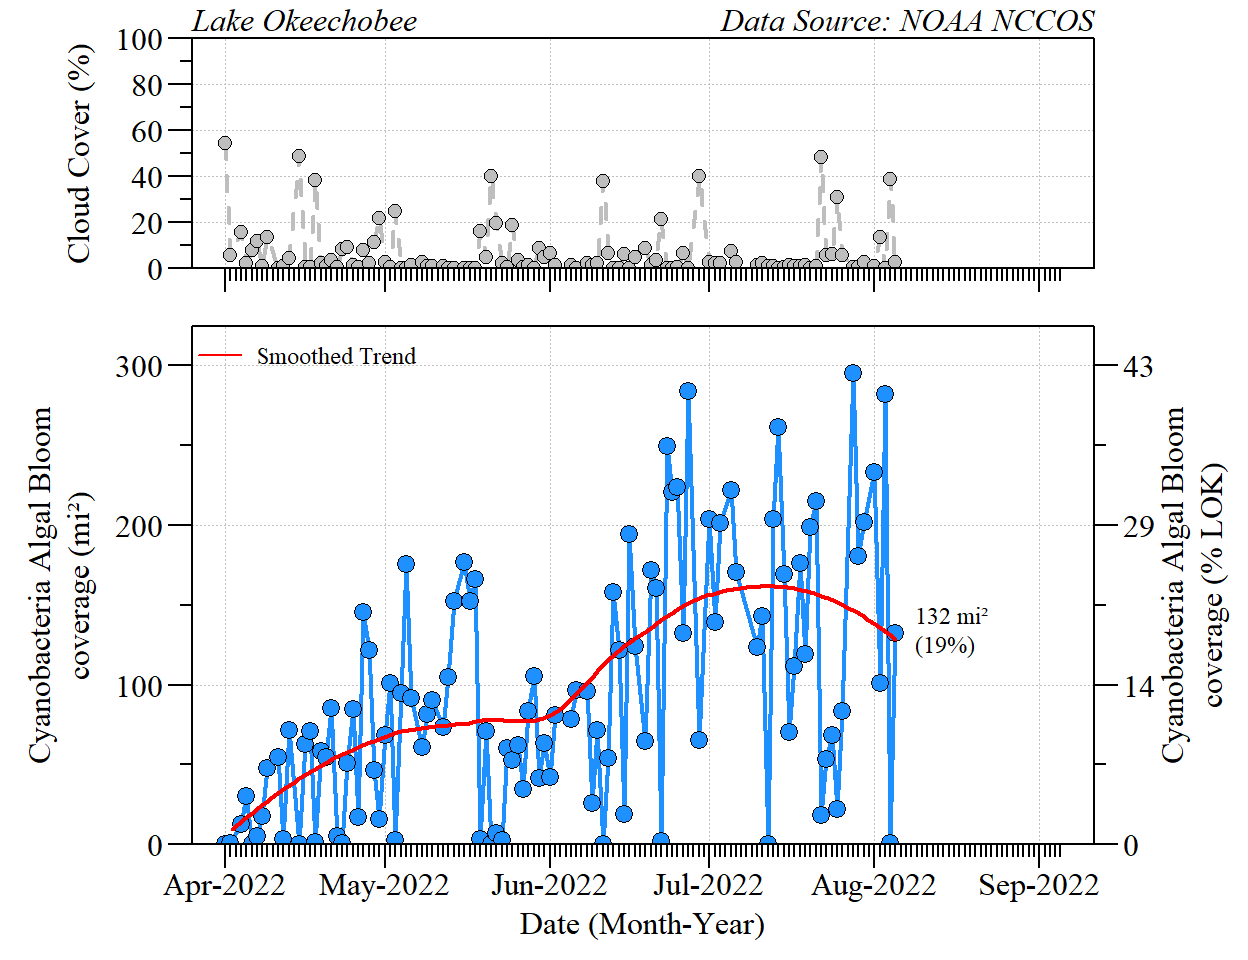 Lake Okeechobee
Data Source: NOAA NCCOS
Cloud Cover (%)
100
80
60
40
20
0
Smoothed Trend
Cyanobacteria Algal Bloom
coverage (mi²)
300
200
100
0
43
29
14
0
Cyanobacteria Algal Bloom
coverage (% LOK)
132 mi²
(19%)
Apr-2022
May-2022
Jun-2022
Jul-2022
Aug-2022
Sep-2022
Date (Month-Year)